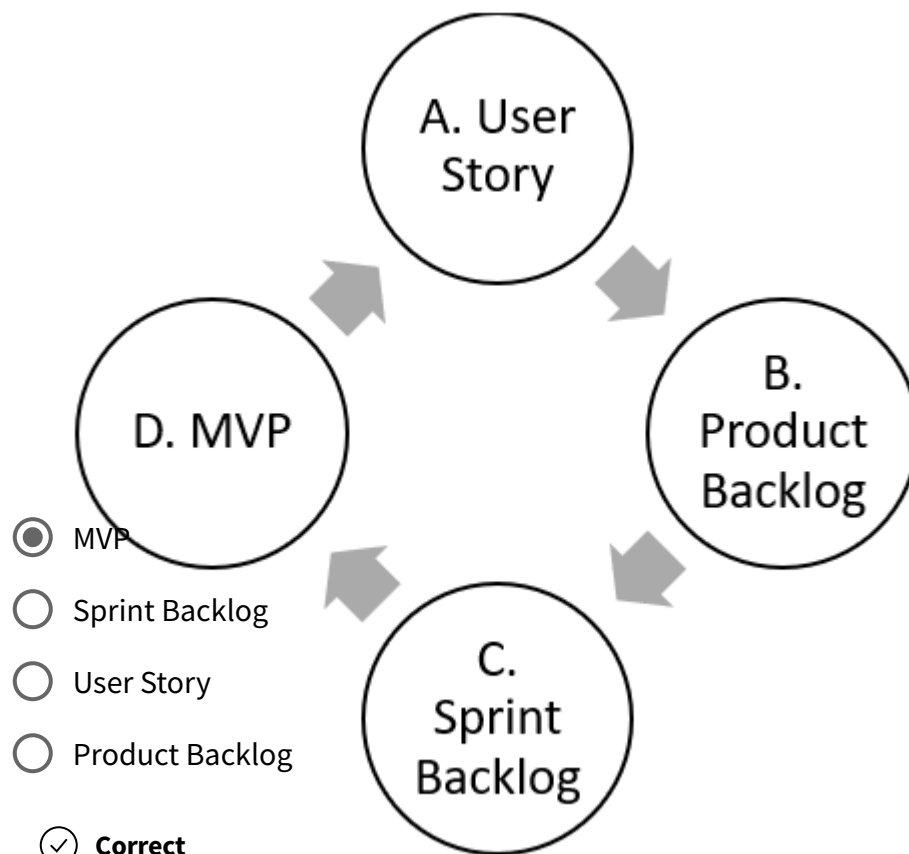 A. User
Story
B.
Product
Backlog
D. MVP
C.
Sprint
Backlog
MVP
Sprint Backlog
User Story
Product Backlog
Correct